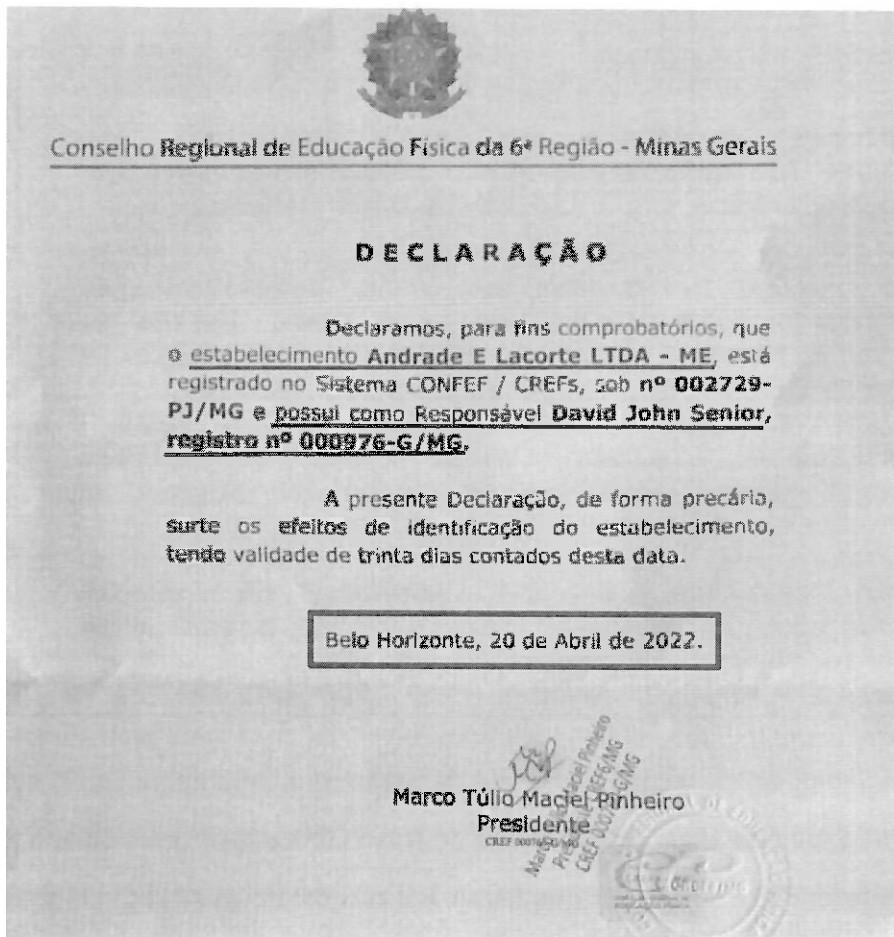 Conselho Regional de Educação Física da 6ª Região - Minas Gerais
DECLARAÇÃO
Declaramos, para fins comprobatórios, que
o estabelecimento Andrade E Lacorte LTDA - ME, está
registrado no Sistema CONFEF / CREFs, sob nº 002729-
PJ/MG e possui como Responsável David John Senior,
registro nº 000976-G/MG.
A presente Declaração, de forma precária,
surte os efeitos de identificação do estabelecimento,
tendo validade de trinta dias contados desta data.
Belo Horizonte, 20 de Abril de 2022.
Marco Túlio Maciel Pinheiro
Presidente